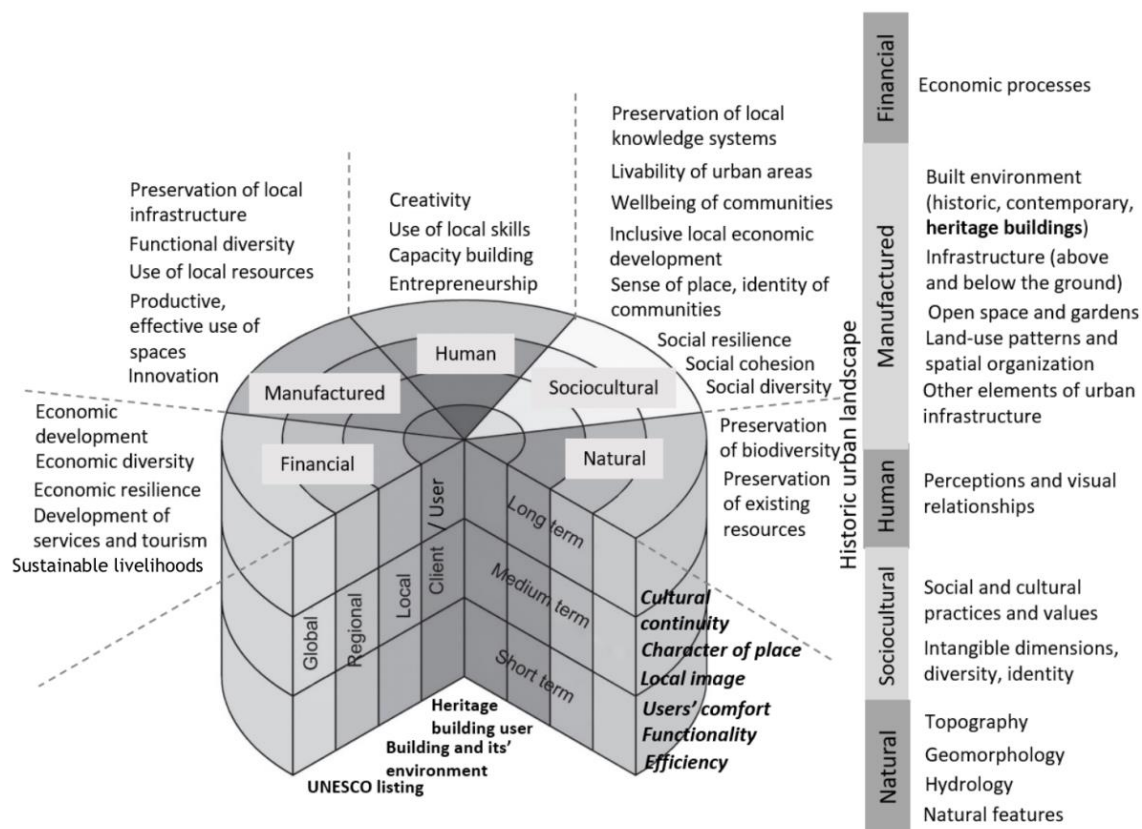 Preservation of local
infrastructure
Functional diversity
Use of local resources
Productive,
effective use of
spaces
Innovation
Creativity
Use of local skills
Capacity building
Entrepreneurship
Preservation of local
knowledge systems
Livability of urban areas
Wellbeing of communities
Inclusive local economic
development
Sense of place, identity of
communities
Social resilience
Social cohesion
Social diversity
Economic
development
Economic diversity
Economic resilience
Development of
services and tourism
Sustainable livelihoods
Preservation
of biodiversity
Preservation
of existing
resources
Human
Manufactured
Sociocultural
Financial
Natural
Global
Regional
Local
Client / User
Long term
Medium term
Short term
Cultural
continuity
Character of place
Local image
Users’ comfort
Functionality
Efficiency
Heritage
building user
Building and its’
environment
UNESCO listing
Historic urban landscape
Financial
Economic processes
Manufactured
Built environment
(historic, contemporary,
heritage buildings)
Infrastructure (above
and below the ground)
Open space and gardens
Land-use patterns and
spatial organization
Other elements of urban
infrastructure
Human
Perceptions and visual
relationships
Sociocultural
Social and cultural
practices and values
Intangible dimensions,
diversity, identity
Natural
Topography
Geomorphology
Hydrology
Natural features